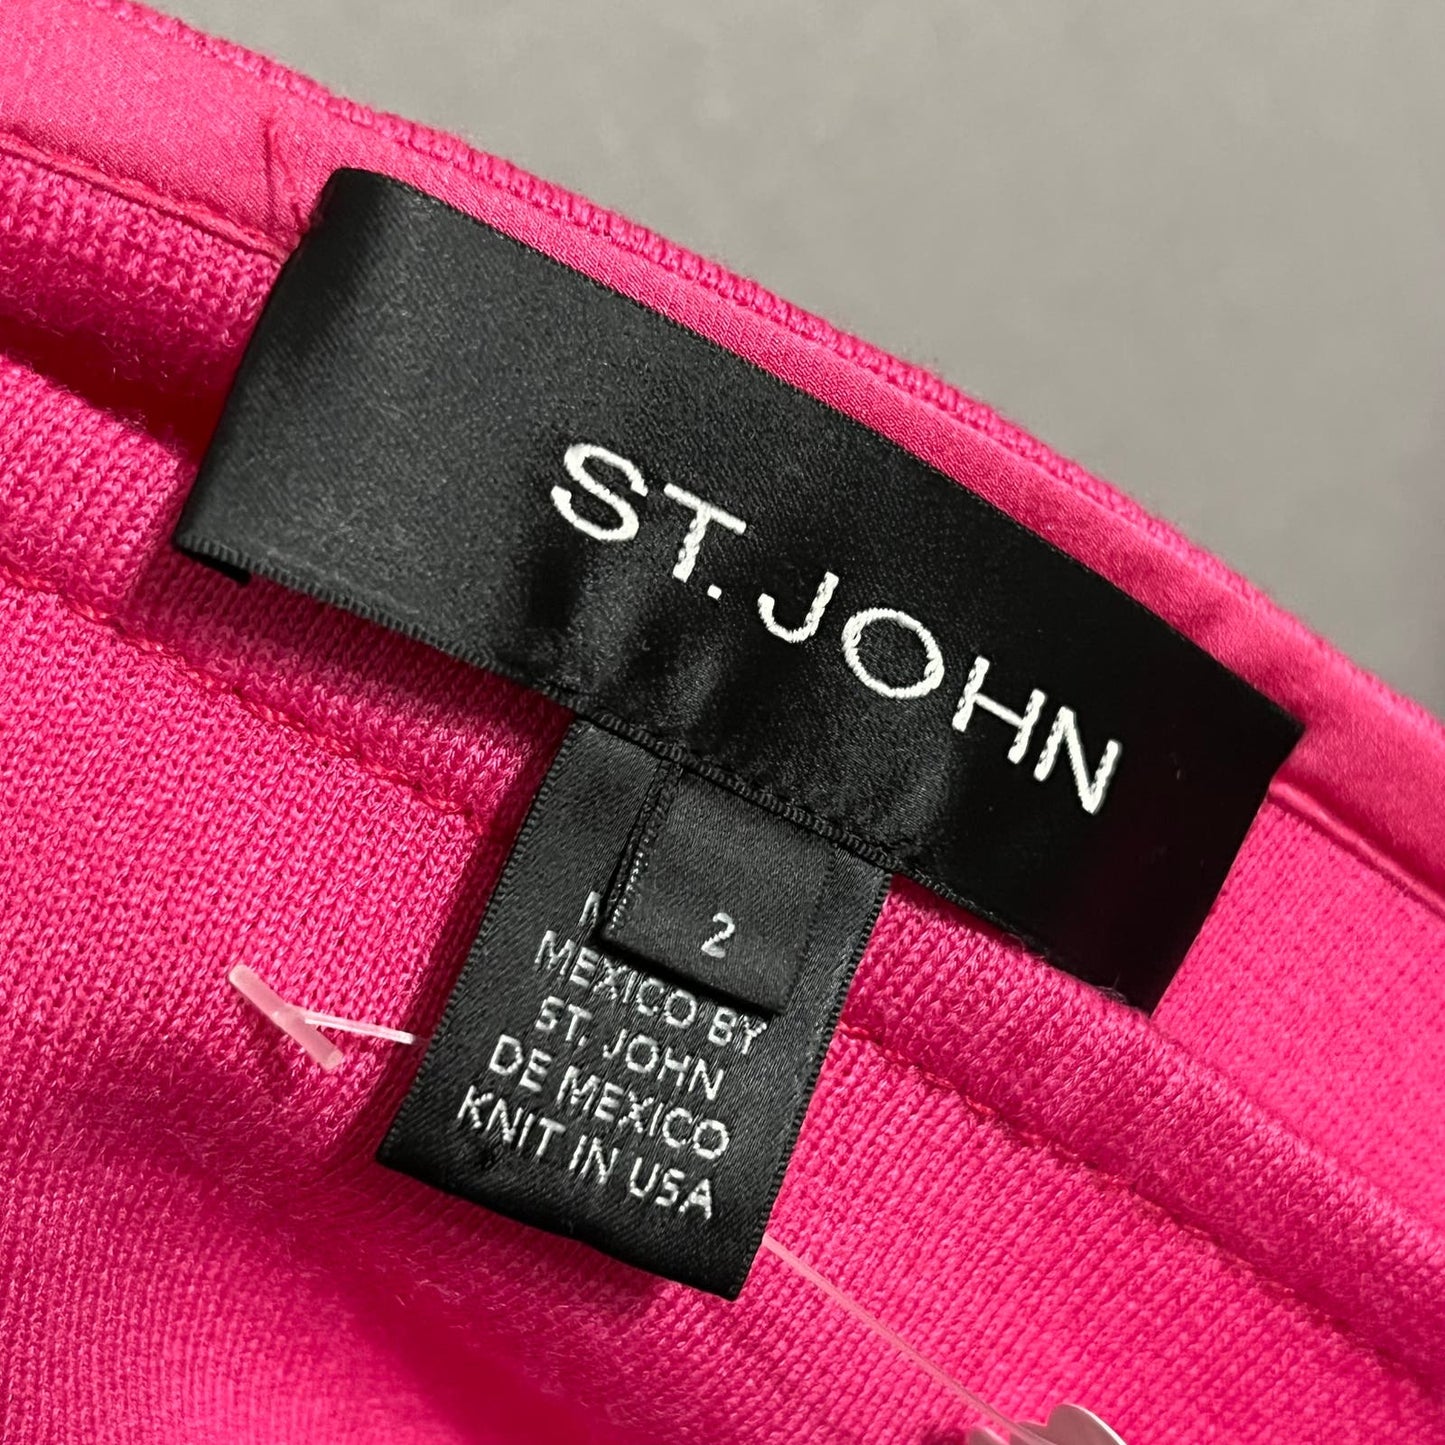 ST. JOHN
2
MEXICO BY
ST. JOHN
DE MEXICO
KNIT IN USA